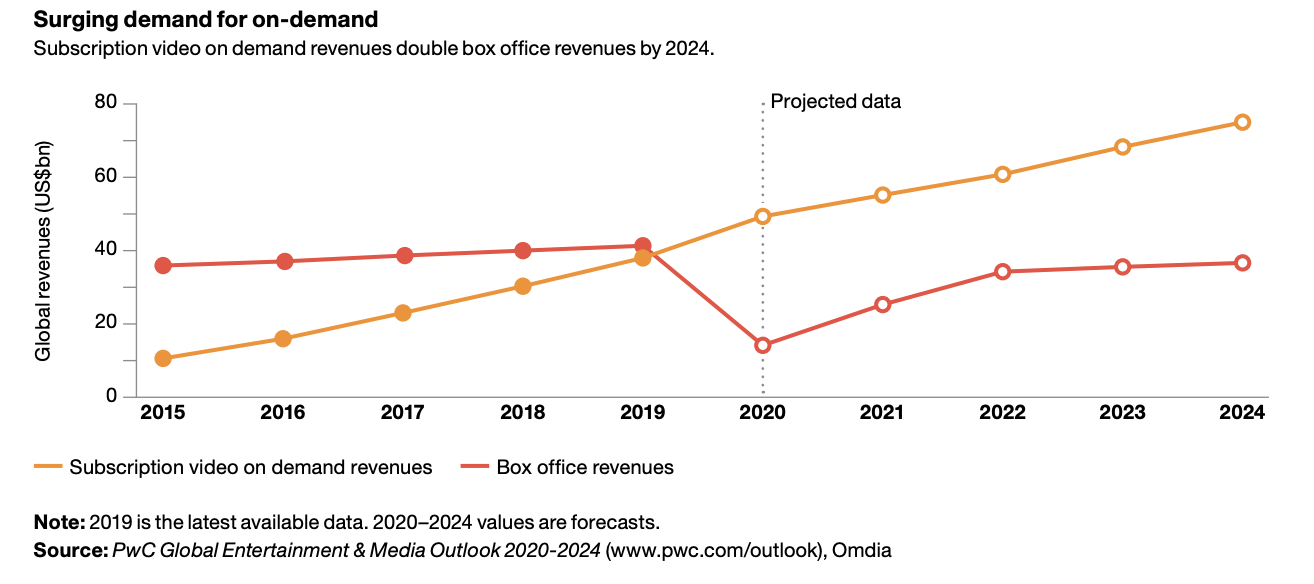 Surging demand for on-demand
Subscription video on demand revenues double box office revenues by 2024.
Projected data
Global revenues (US$bn)
80
60
40
20
0
2015 2016 2017 2018 2019 2020 2021 2022 2023 2024
Subscription video on demand revenues Box office revenues
Note: 2019 is the latest available data. 2020–2024 values are forecasts.
Source: PwC Global Entertainment & Media Outlook 2020-2024 (www.pwc.com/outlook), Omdia